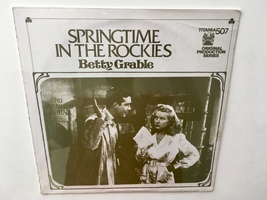 SPRINGTIME
IN THE ROCKIES
Betty Grable
TITANIA 507
ORIGINAL
PRODUCTION
SERIES